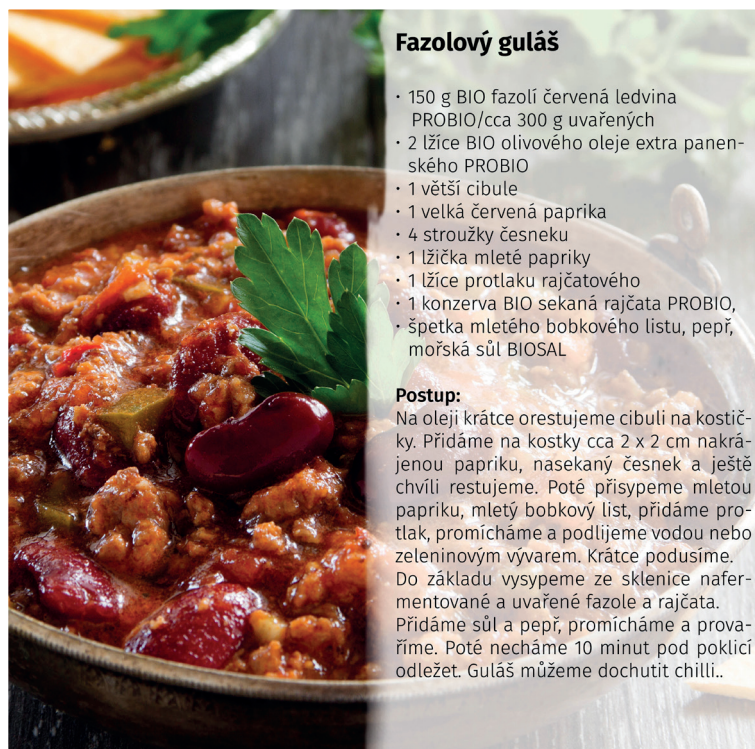 Fazolový guláš
· 150 g BIO fazolí červená ledvina
PROBIO/cca 300 g uvařených
· 2 lžíce BIO olivového oleje extra panen-
ského PROBIO
· 1 větší cibule
· 1 velká červená paprika
· 4 stroužky česneku
· 1 lžička mleté papriky
· 1 lžíce protlaku rajčatového
· 1 konzerva BIO sekaná rajčata PROBIO,
· špetka mletého bobkového listu, pepř,
mořská sůl BIOSAL
Postup:
Na oleji krátce orestujeme cibuli na kostič-
ky. Přidáme na kostky cca 2 x 2 cm nakrá-
jenou papriku, nasekaný česnek a ještě
chvíli restujeme. Poté přisypeme mletou
papriku, mletý bobkový list, přidáme pro-
tlak, promícháme a podlijeme vodou nebo
zeleninovým vývarem. Krátce podusíme.
Do základu vysypeme ze sklenice nafer-
mentované a uvařené fazole a rajčata.
Přidáme sůl a pepř, promícháme a prova-
říme. Poté necháme 10 minut pod poklicí
odležet. Guláš můžeme dochutit chilli..